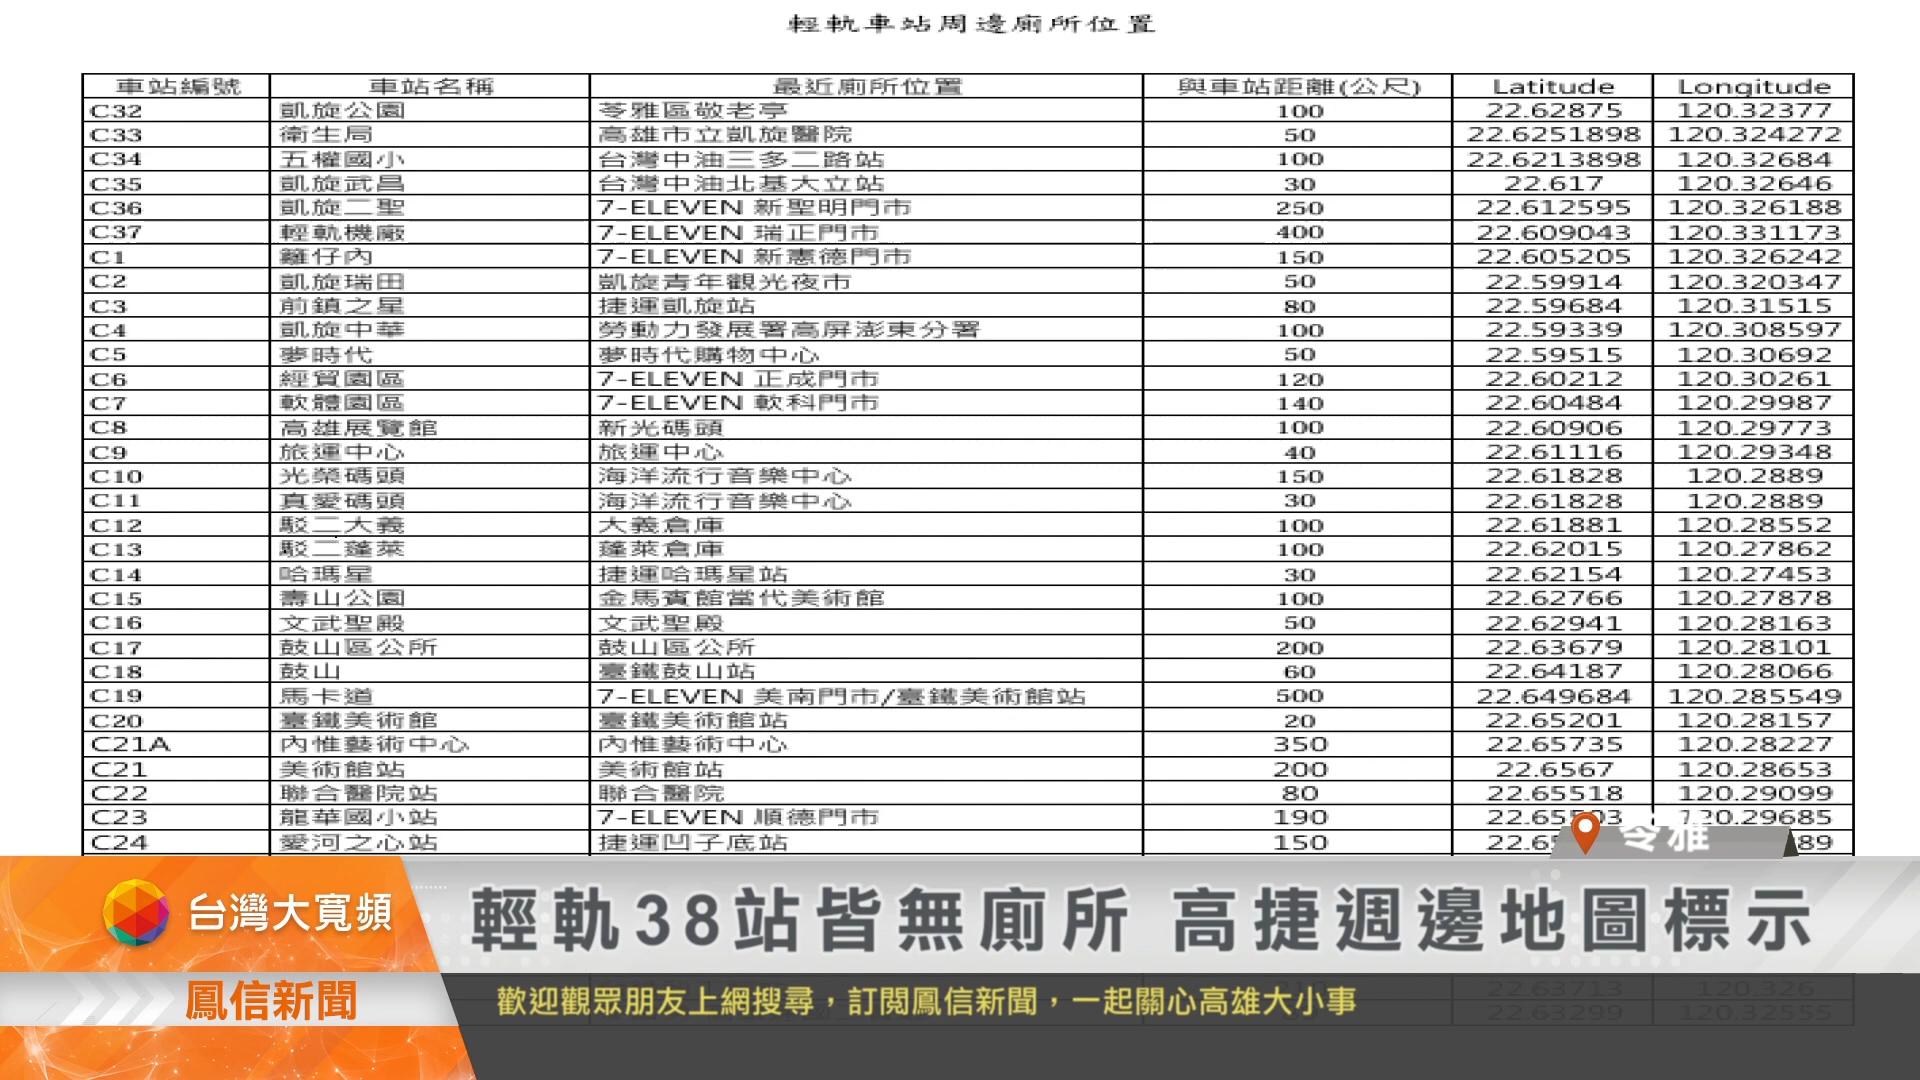 輕軌車站周邊廁所位置
車站編號 車站名稱 最近廁所位置 與車站距離(公尺) Latitude Longitude
C32 凱旋公園 苓雅區敬老亭 100 22.62875 120.32377
C33 衛生局 高雄市立凱旋醫院 50 22.6251898 120.324272
C34 五權國小 台灣中油三多二路站 100 22.6213898 120.32684
C35 凱旋武昌 台灣中油北基大立站 30 22.617 120.32646
C36 凱旋二聖 7-ELEVEN 新聖明門市 250 22.612595 120.326188
C37 輕軌機廠 7-ELEVEN 瑞正門市 400 22.609043 120.331173
C1 籬仔內 7-ELEVEN 新憲德門市 150 22.605205 120.326242
C2 凱旋瑞田 凱旋青年觀光夜市 50 22.59914 120.320347
C3 前鎮之星 捷運凱旋站 80 22.59684 120.31515
C4 凱旋中華 勞動力發展署高屏澎東分署 100 22.59339 120.308597
C5 夢時代 夢時代購物中心 50 22.59515 120.30692
C6 經貿園區 7-ELEVEN 正成門市 120 22.60212 120.30261
C7 軟體園區 7-ELEVEN 軟科門市 140 22.60484 120.29987
C8 高雄展覽館 新光碼頭 100 22.60906 120.29773
C9 旅運中心 旅運中心 40 22.61116 120.29348
C10 光榮碼頭 海洋流行音樂中心 150 22.61828 120.2889
C11 真愛碼頭 海洋流行音樂中心 30 22.61828 120.2889
C12 駁二大義 大義倉庫 100 22.61881 120.28552
C13 駁二蓬萊 蓬萊倉庫 100 22.62015 120.27862
C14 哈瑪星 捷運哈瑪星站 30 22.62154 120.27453
C15 壽山公園 金馬賓館當代美術館 100 22.62766 120.27878
C16 文武聖殿 文武聖殿 50 22.62941 120.28163
C17 鼓山區公所 鼓山區公所 200 22.63679 120.28101
C18 鼓山 臺鐵鼓山站 60 22.64187 120.28066
C19 馬卡道 7-ELEVEN 美南門市/臺鐵美術館站 500 22.649684 120.285549
C20 臺鐵美術館 臺鐵美術館站 20 22.65201 120.28157
C21A 內惟藝術中心 內惟藝術中心 350 22.65735 120.28227
C21 美術館站 美術館站 200 22.6567 120.28653
C22 聯合醫院站 聯合醫院 80 22.65518 120.29099
C23 龍華國小站 7-ELEVEN 順德門市 190 120.29685
C24 愛河之心站 捷運凹子底站 150
苓雅
台灣大寬頻
輕軌38站皆無廁所 高捷週邊地圖標示
鳳信新聞
歡迎觀眾朋友上網搜尋，訂閱鳳信新聞，一起關心高雄大小事
22.63713 120.326
22.63299 120.32555